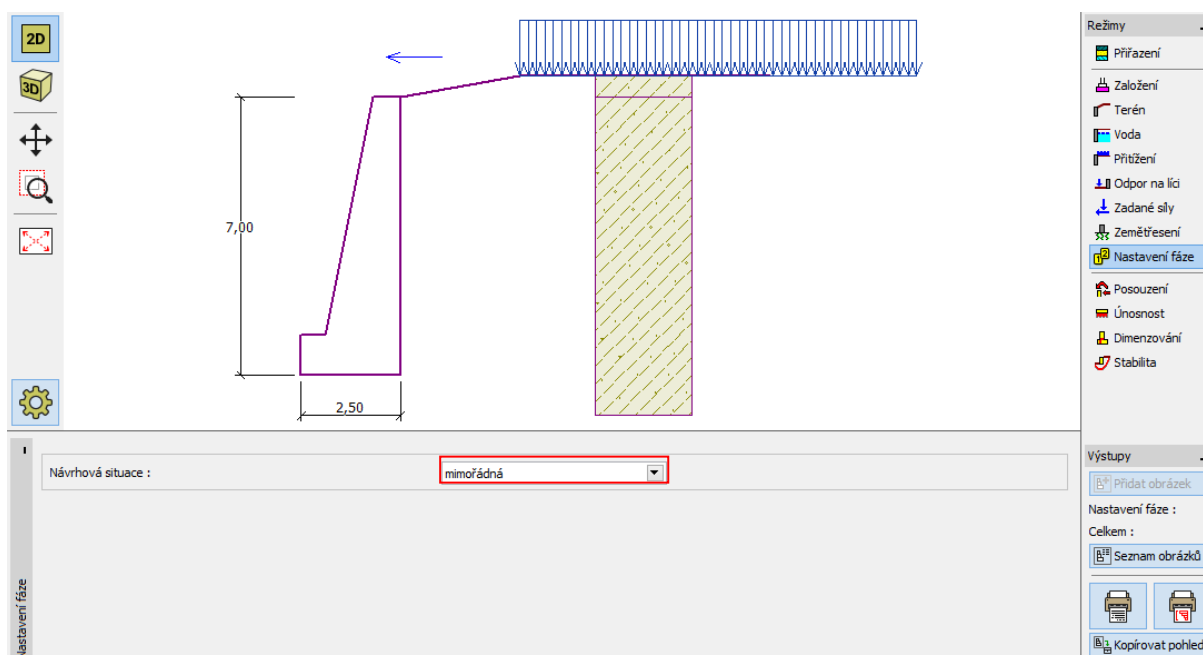 2D
3D
7,00
2,50
Režimy
Přiřazení
Založení
Terén
Voda
Přitížení
Odpor na líci
Zadané síly
Zemětřesení
Nastavení fáze
Posouzení
Únosnost
Dimenzování
Stabilita
Návrhová situace :
mimořádná
Nastavení fáze
Výstupy
Přidat obrázek
Nastavení fáze :
Celkem :
Seznam obrázků
Kopírovat pohled